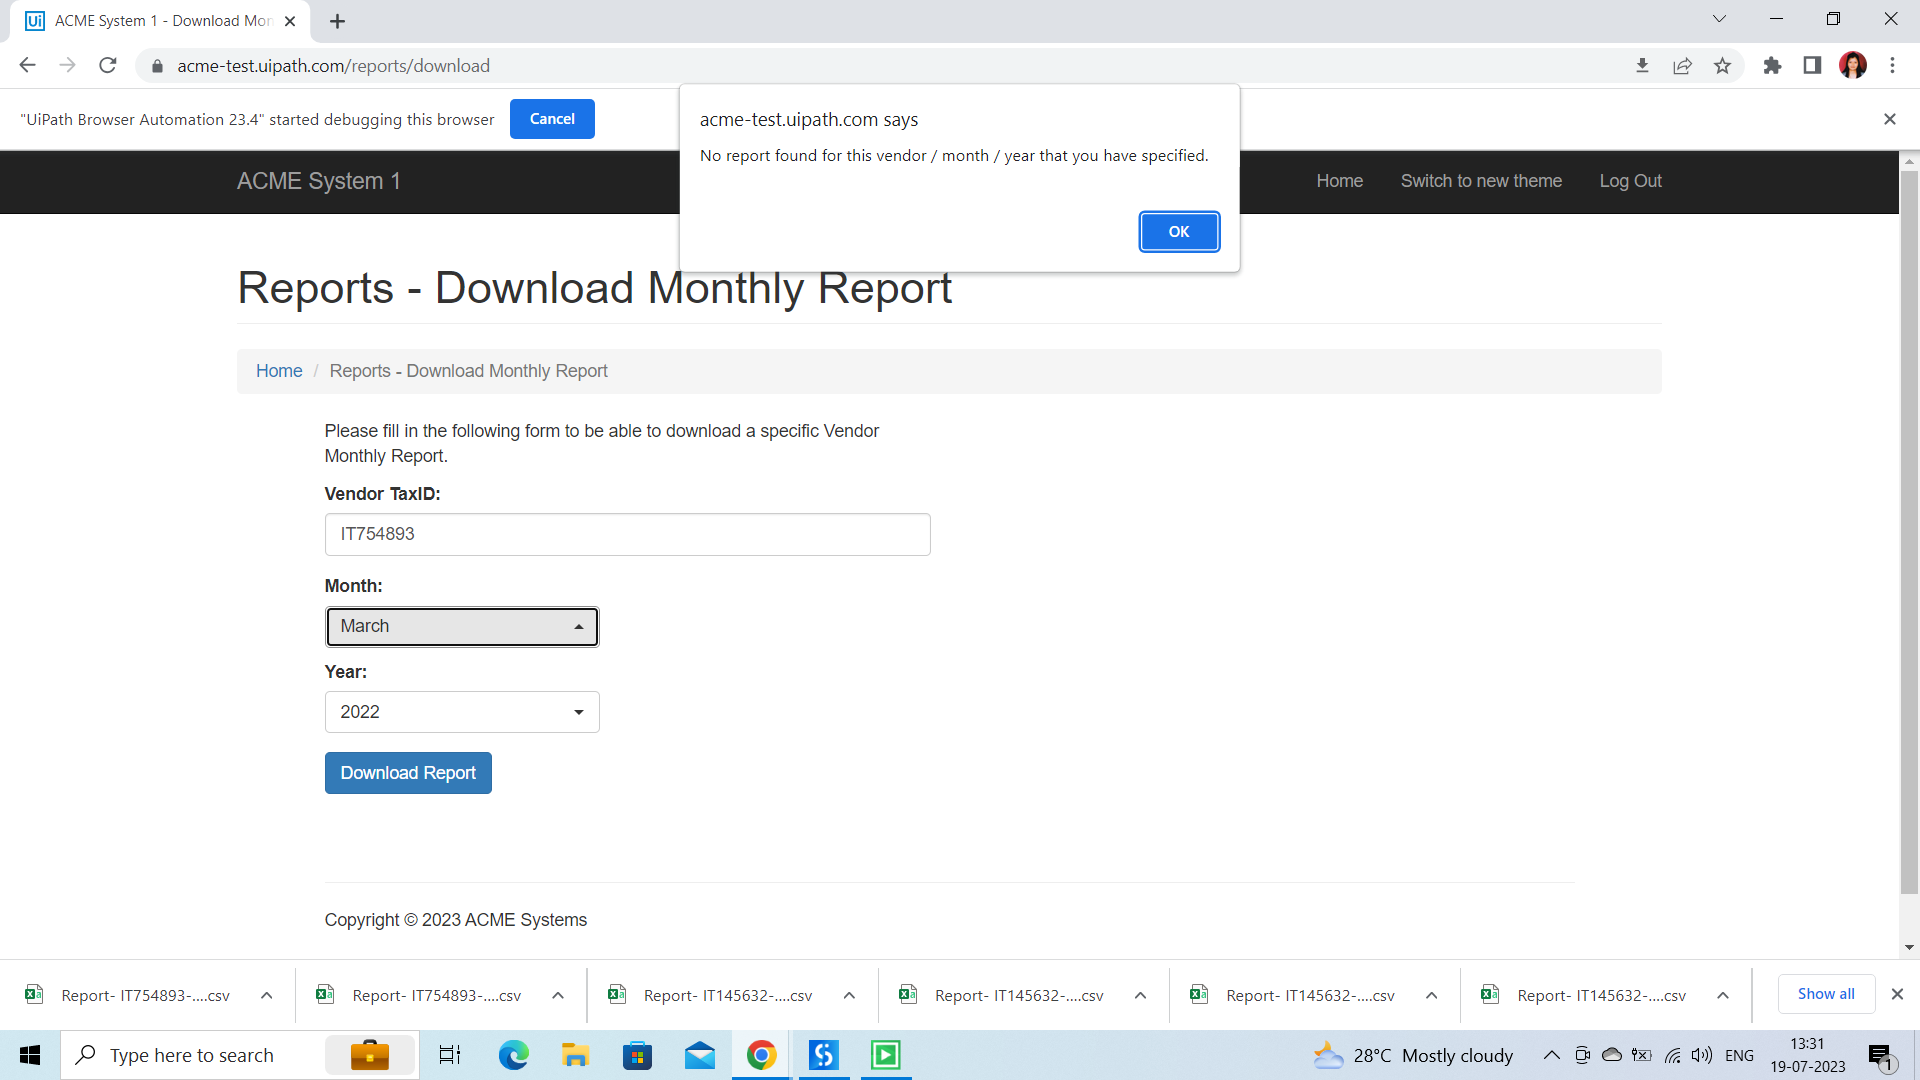 Ui ACME System 1 - Download Mon
acme-test.uipath.com/reports/download
"UiPath Browser Automation 23.4" started debugging this browser
Cancel
acme-test.uipath.com says
No report found for this vendor / month / year that you have specified.
OK
ACME System 1
Home
Switch to new theme
Log Out
Reports - Download Monthly Report
Home / Reports - Download Monthly Report
Please fill in the following form to be able to download a specific Vendor
Monthly Report.
Vendor TaxID:
IT754893
Month:
March
Year:
2022
Download Report
Copyright © 2023 ACME Systems
Report- IT754893-....csv
Report- IT754893-....csv
Report- IT145632-....csv
Report- IT145632-....csv
Report- IT145632-....csv
Report- IT145632-....csv
Show all
Type here to search
28°C Mostly cloudy
ENG
13:31
19-07-2023
1